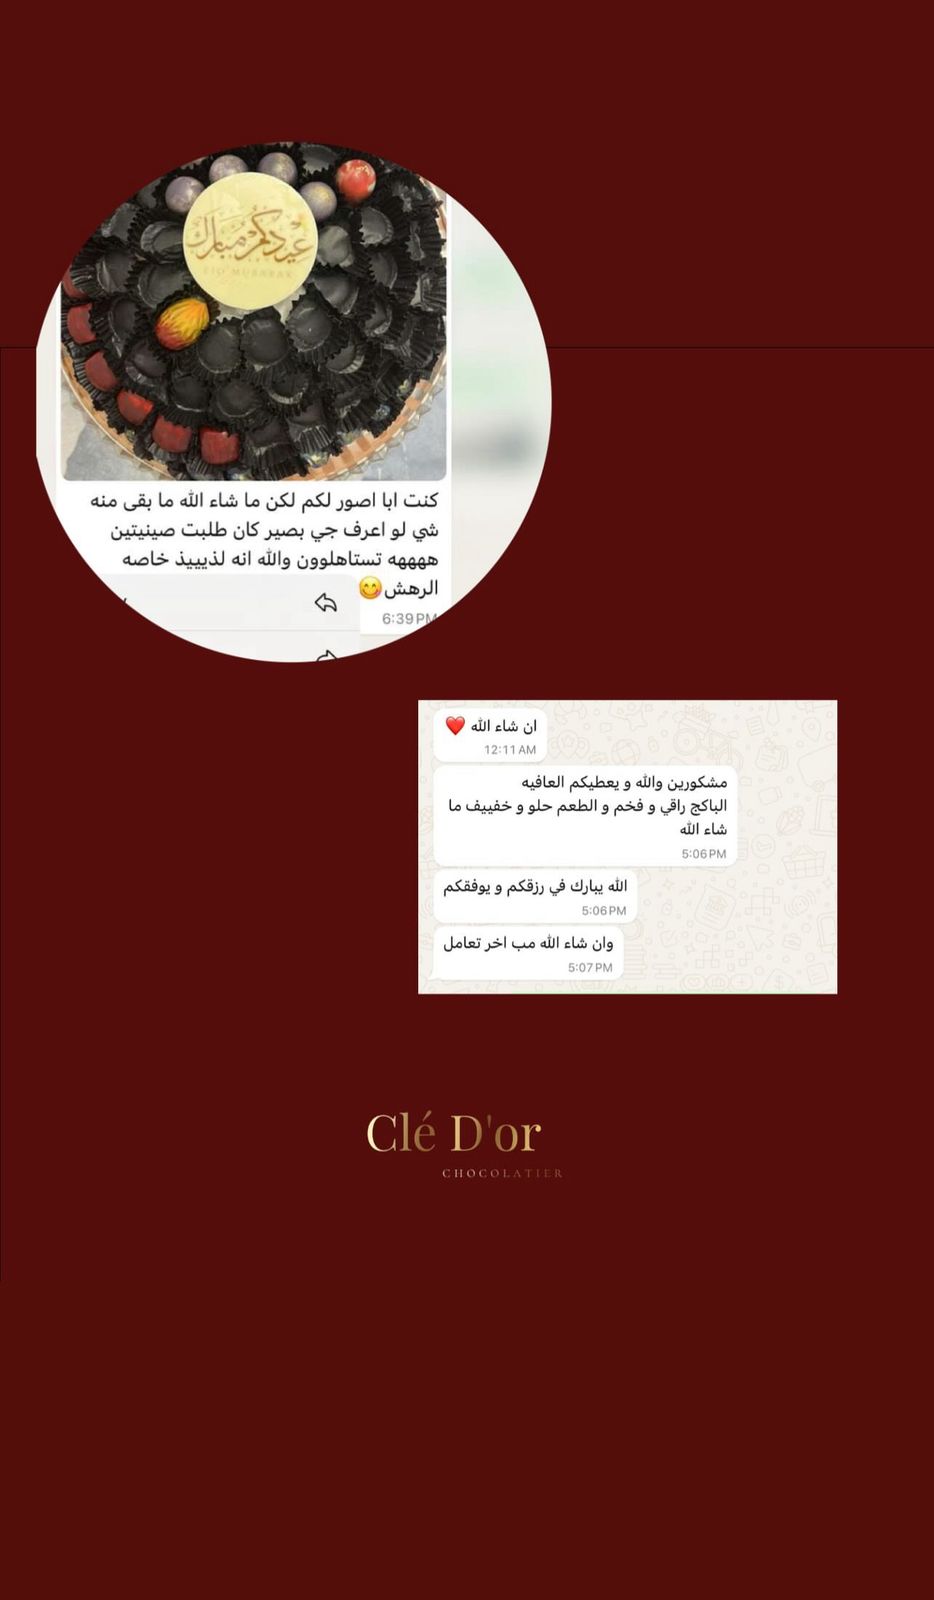 عيدكم مبارك
EID MUBARAK
كنت ابا اصور لكم لكن ما شاء الله ما بقى منه
شي لو اعرف جي بصير كان طلبت صينيتين
ههههه تستاهلوون والله انه لذيييذ خاصه
الرهش😋
6:39 PM
ان شاء الله ❤️
12:11 AM
مشكورين والله و يعطيكم العافيه
الباكج راقي و فخم و الطعم حلو و خفييف ما
شاء الله
5:06 PM
الله يبارك في رزقكم و يوفقكم
5:06 PM
وان شاء الله مب اخر تعامل
5:07 PM
Clé D'or
CHOCOLATIER